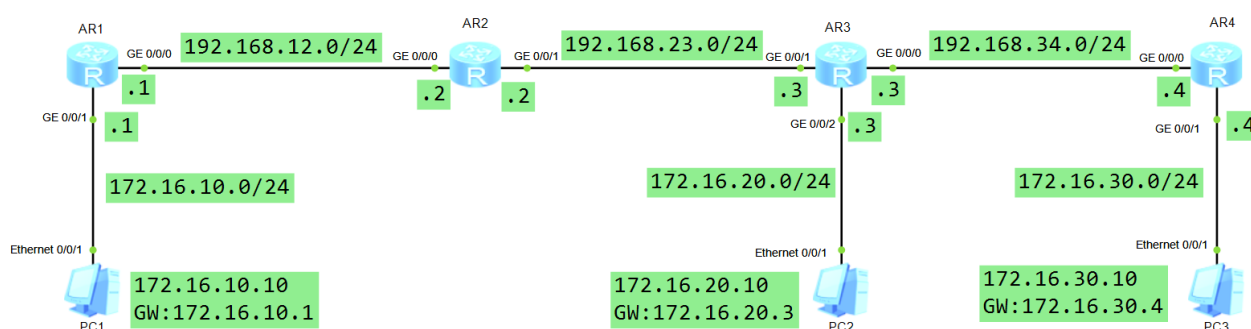 AR1
AR2
AR3
AR4
GE 0/0/0
192.168.12.0/24
GE 0/0/0
GE 0/0/1
192.168.23.0/24
GE 0/0/1
GE 0/0/0
192.168.34.0/24
GE 0/0/0
R
R
R
R
.1
.2
.2
.3
.3
.4
GE 0/0/1
.1
GE 0/0/2
.3
GE 0/0/1
.4
172.16.10.0/24
172.16.20.0/24
172.16.30.0/24
Ethernet 0/0/1
Ethernet 0/0/1
Ethernet 0/0/1
172.16.10.10
GW:172.16.10.1
172.16.20.10
GW:172.16.20.3
172.16.30.10
GW:172.16.30.4
PC1
PC2
PC3